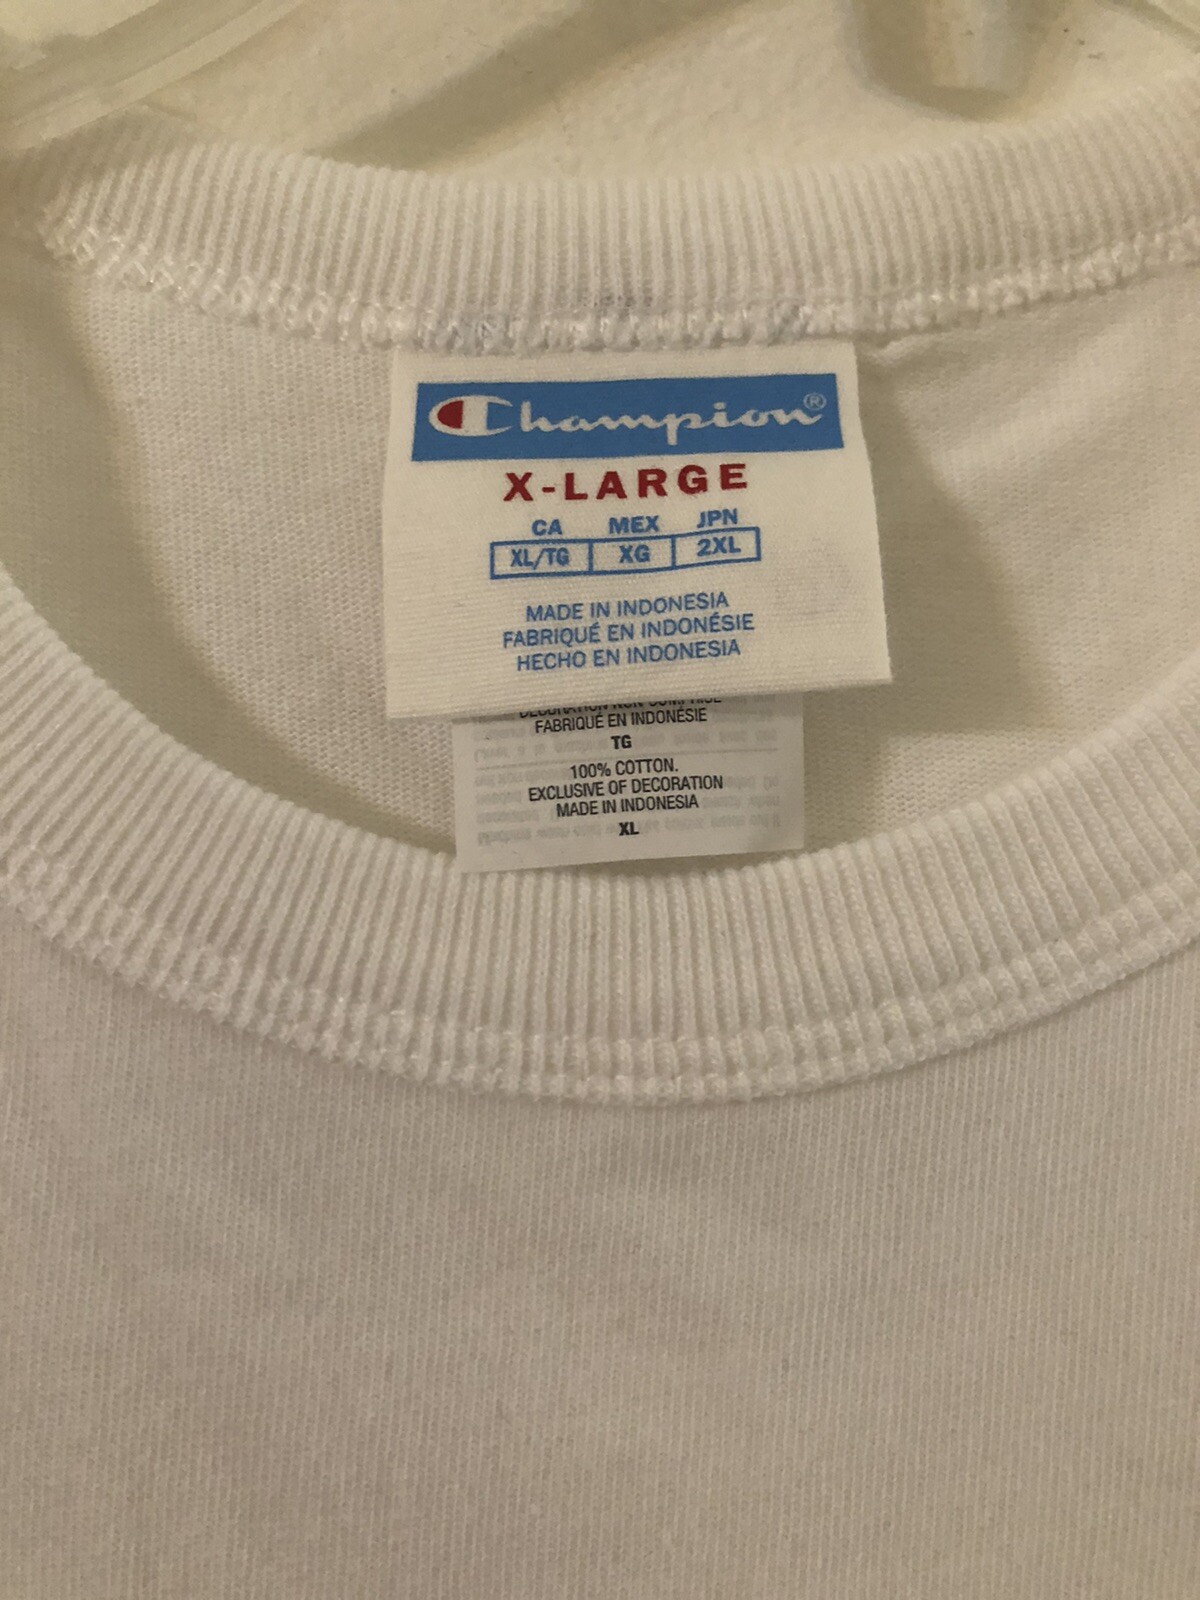 Champion®
X-LARGE
CA MEX JPN
XL/TG XG 2XL
MADE IN INDONESIA
FABRIQUÉ EN INDONÉSIE
HECHO EN INDONESIA
FABRIQUÉ EN INDONÉSIE
TG
100% COTTON.
EXCLUSIVE OF DECORATION
MADE IN INDONESIA
XL